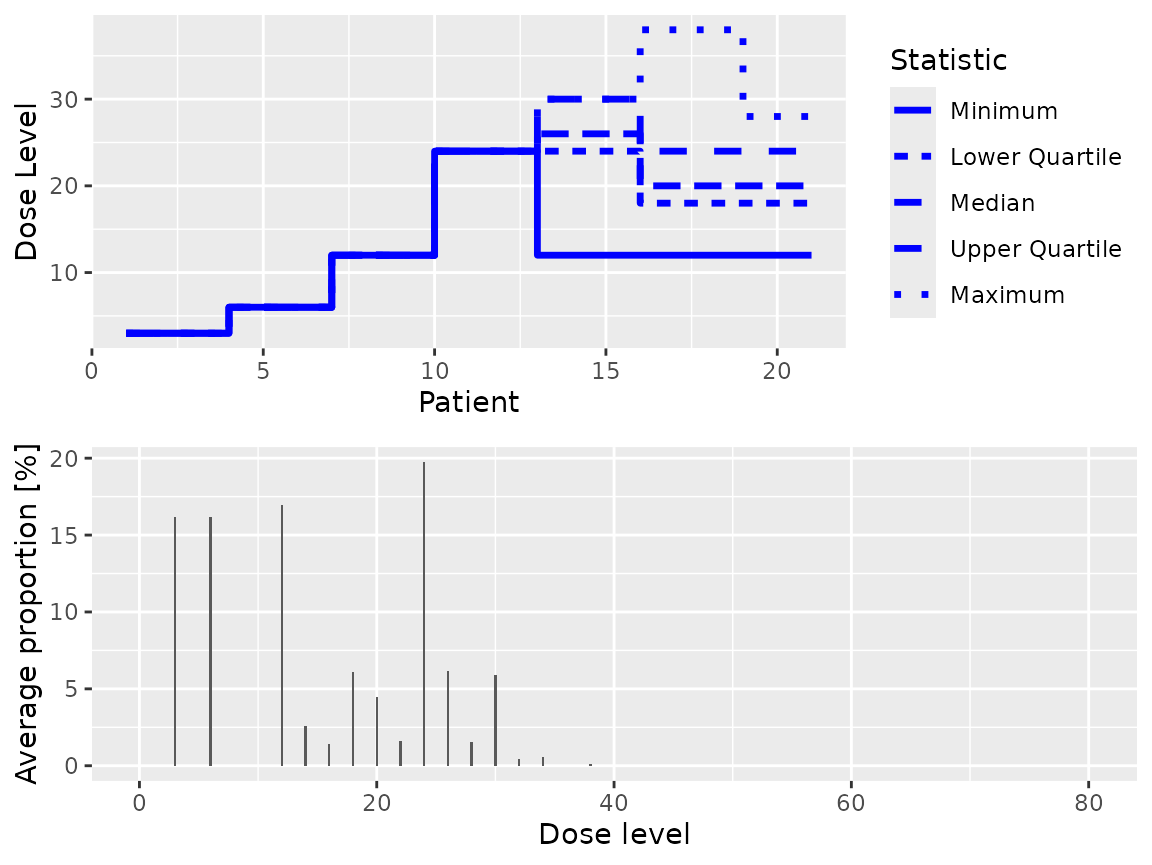 Dose Level
30
20
10
0 5 10 15 20
Patient
Statistic
Minimum
Lower Quartile
Median
Upper Quartile
Maximum
Average proportion [%]
20
15
10
5
0
0 20 40 60 80
Dose level